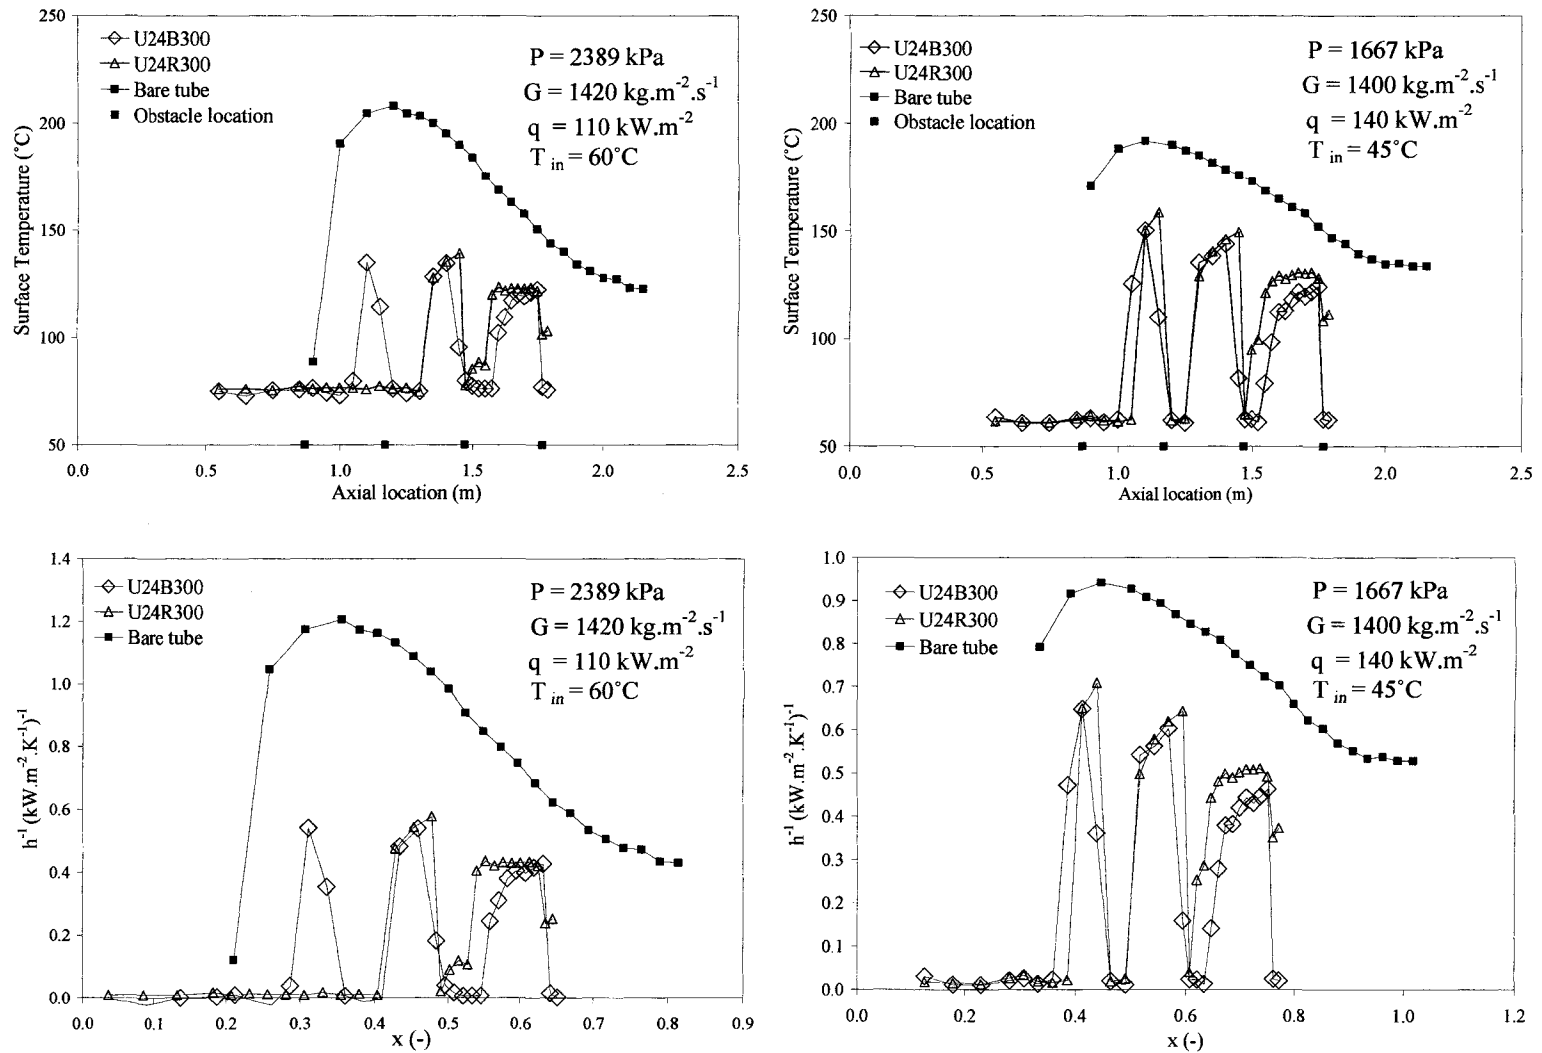 250
200
150
100
50
Surface Temperature (˚C)
U24B300
U24R300
Bare tube
Obstacle location
P = 2389 kPa
G = 1420 kg.m-2.s-1
q = 110 kW.m-2
T in = 60˚C
0.0 0.5 1.0 1.5 2.0 2.5
Axial location (m)
250
200
150
100
50
Surface Temperature (˚C)
U24B300
U24R300
Bare tube
Obstacle location
P = 1667 kPa
G = 1400 kg.m-2.s-1
q = 140 kW.m-2
T in = 45˚C
0.0 0.5 1.0 1.5 2.0 2.5
Axial location (m)
1.4
1.2
1.0
0.8
0.6
0.4
0.2
0.0
h-1 (kW.m-2.K-1)-1
U24B300
U24R300
Bare tube
P = 2389 kPa
G = 1420 kg.m-2.s-1
q = 110 kW.m-2
T in = 60˚C
0.0 0.1 0.2 0.3 0.4 0.5 0.6 0.7 0.8 0.9
x (-)
1.0
0.9
0.8
0.7
0.6
0.5
0.4
0.3
0.2
0.1
0.0
h-1 (kW.m-2.K-1)-1
U24B300
U24R300
Bare tube
P = 1667 kPa
G = 1400 kg.m-2.s-1
q = 140 kW.m-2
T in = 45˚C
0.0 0.2 0.4 0.6 0.8 1.0 1.2
x (-)